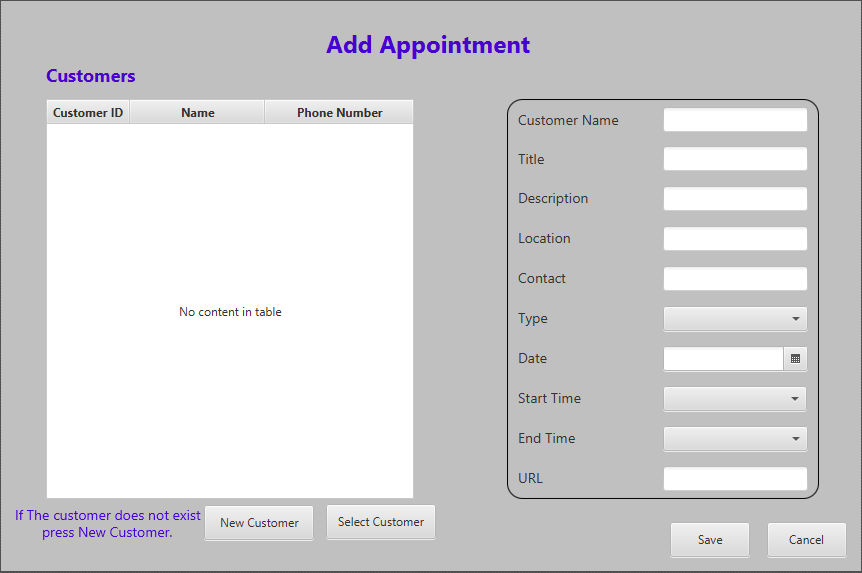 Add Appointment
Customers
Customer ID Name Phone Number
No content in table
If The customer does not exist
press New Customer.
New Customer
Select Customer
Customer Name
Title
Description
Location
Contact
Type
Date
Start Time
End Time
URL
Save
Cancel